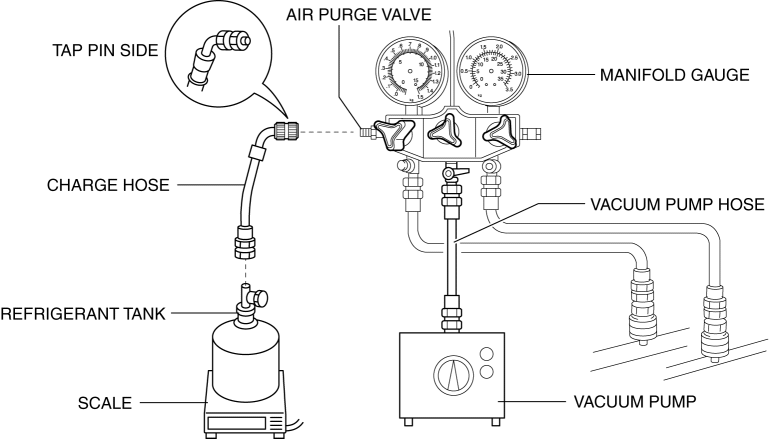 AIR PURGE VALVE
TAP PIN SIDE
MANIFOLD GAUGE
CHARGE HOSE
VACUUM PUMP HOSE
REFRIGERANT TANK
SCALE
VACUUM PUMP